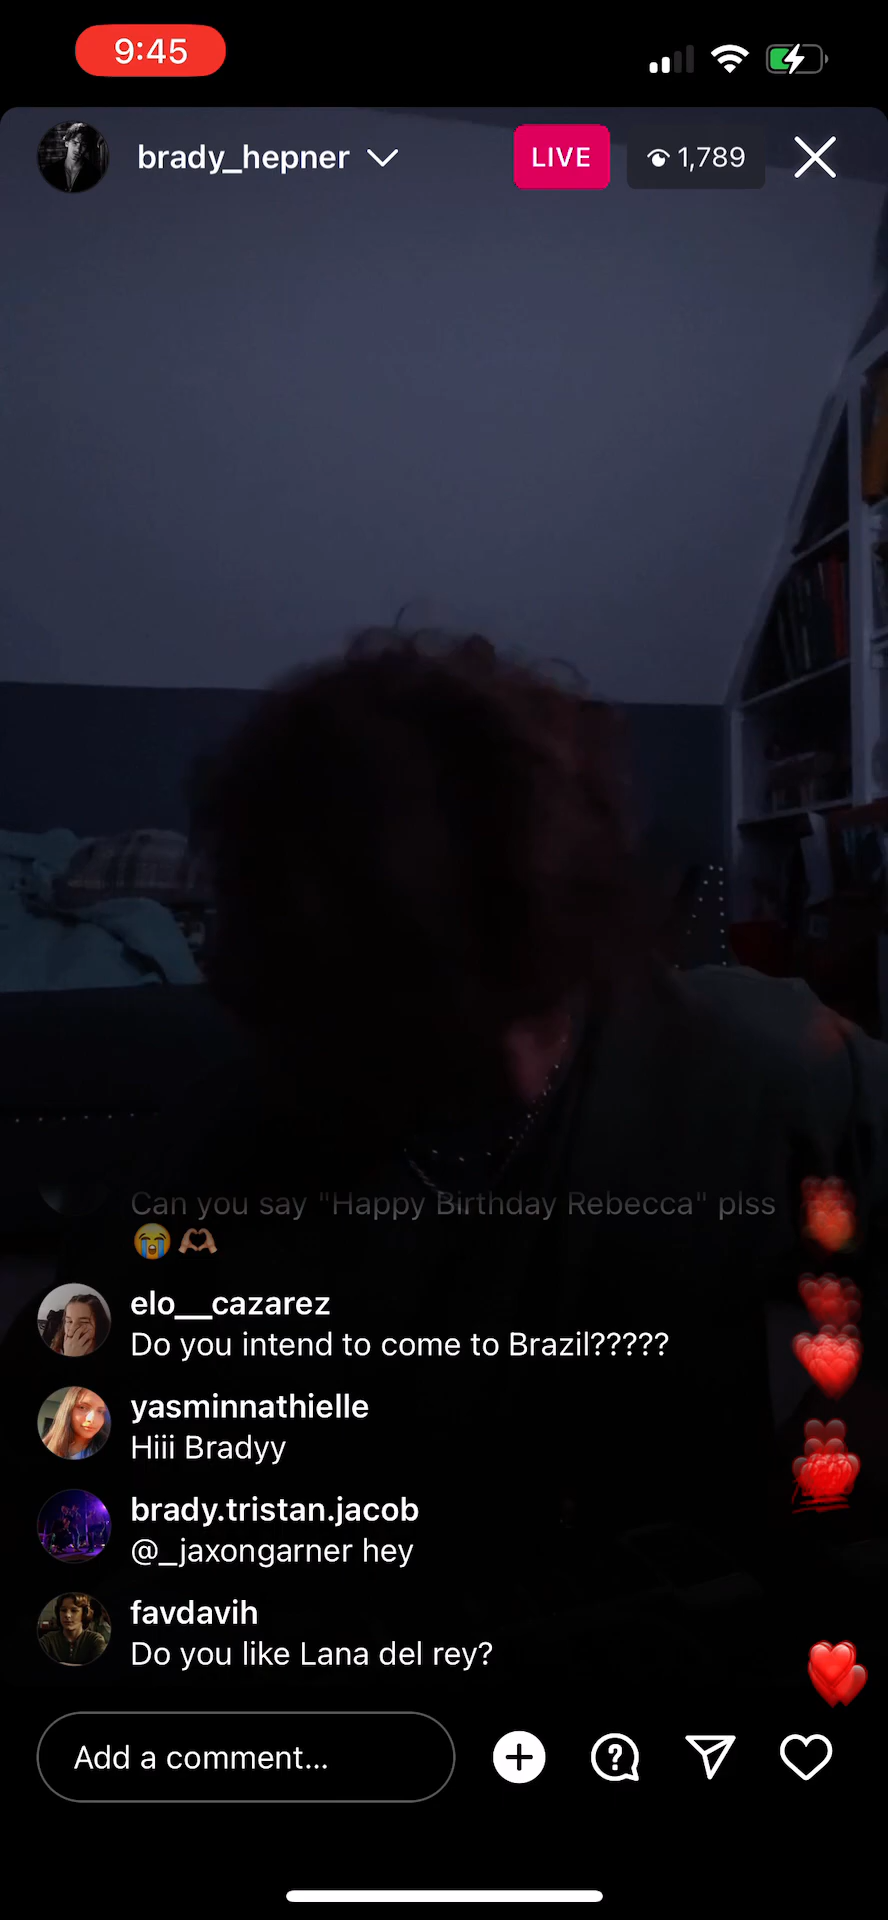 9:45
brady_hepner
LIVE
1,789
Can you say "Happy Birthday Rebecca" plss
😭🫶🏽
elo__cazarez
Do you intend to come to Brazil?????
yasminnathielle
Hiii Bradyy
brady.tristan.jacob
@_jaxongarner hey
favdavih
Do you like Lana del rey?
Add a comment...